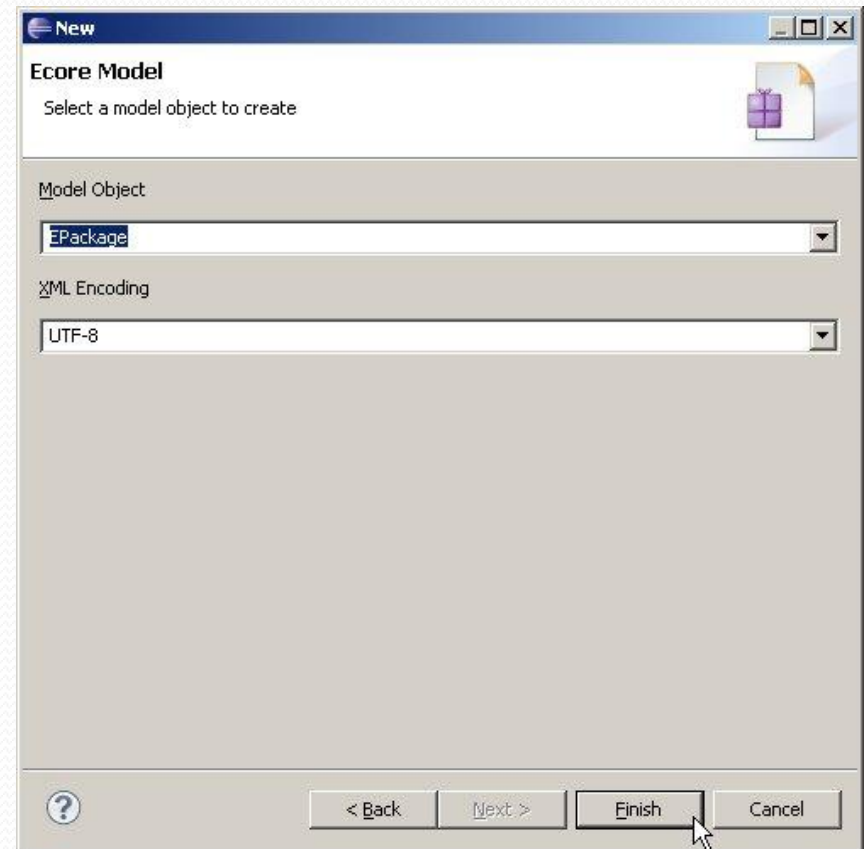 New
Ecore Model
Select a model object to create
Model Object
EPackage
XML Encoding
UTF-8
< Back Next > Finish Cancel